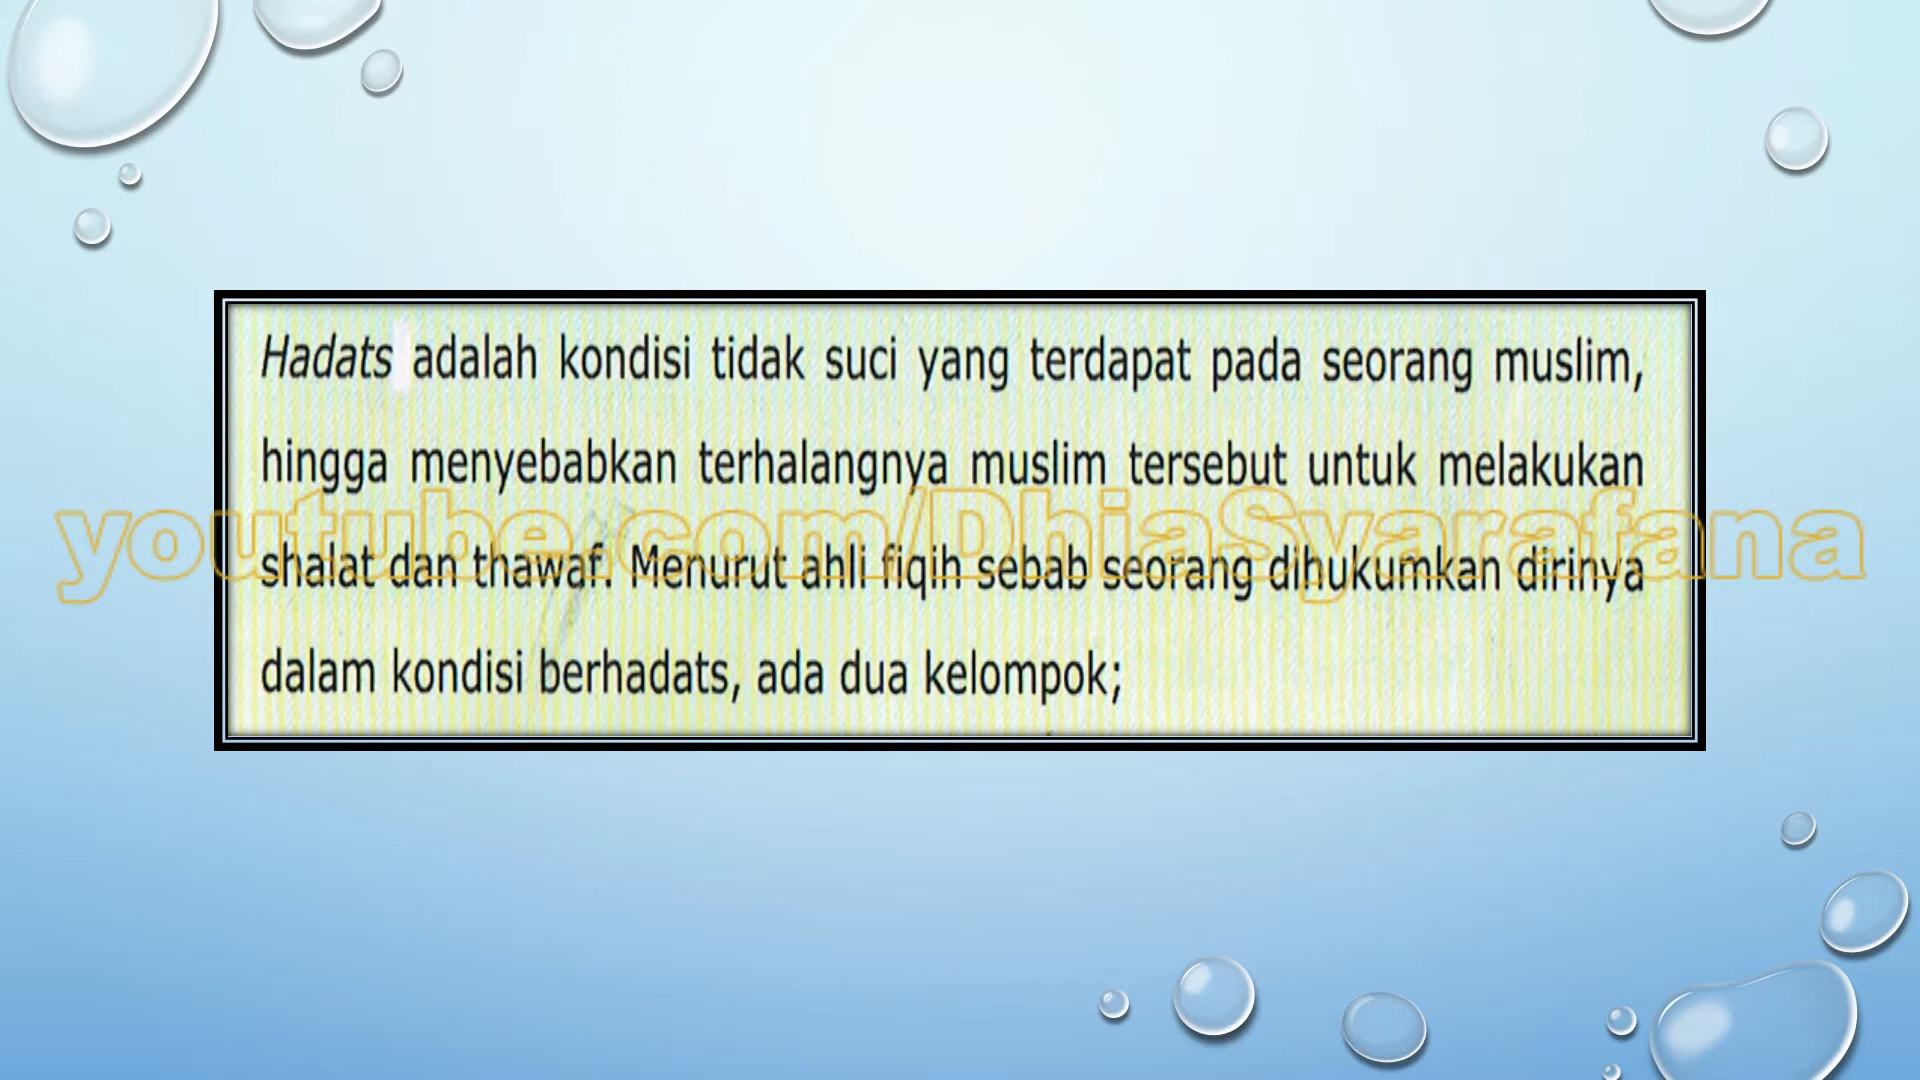 Hadats adalah kondisi tidak suci yang terdapat pada seorang muslim,
hingga menyebabkan terhalangnya muslim tersebut untuk melakukan
youtube.com/DhiaSyarafana
shalat dan thawaf. Menurut ahli fiqih sebab seorang dihukumkan dirinya
dalam kondisi berhadats, ada dua kelompok;